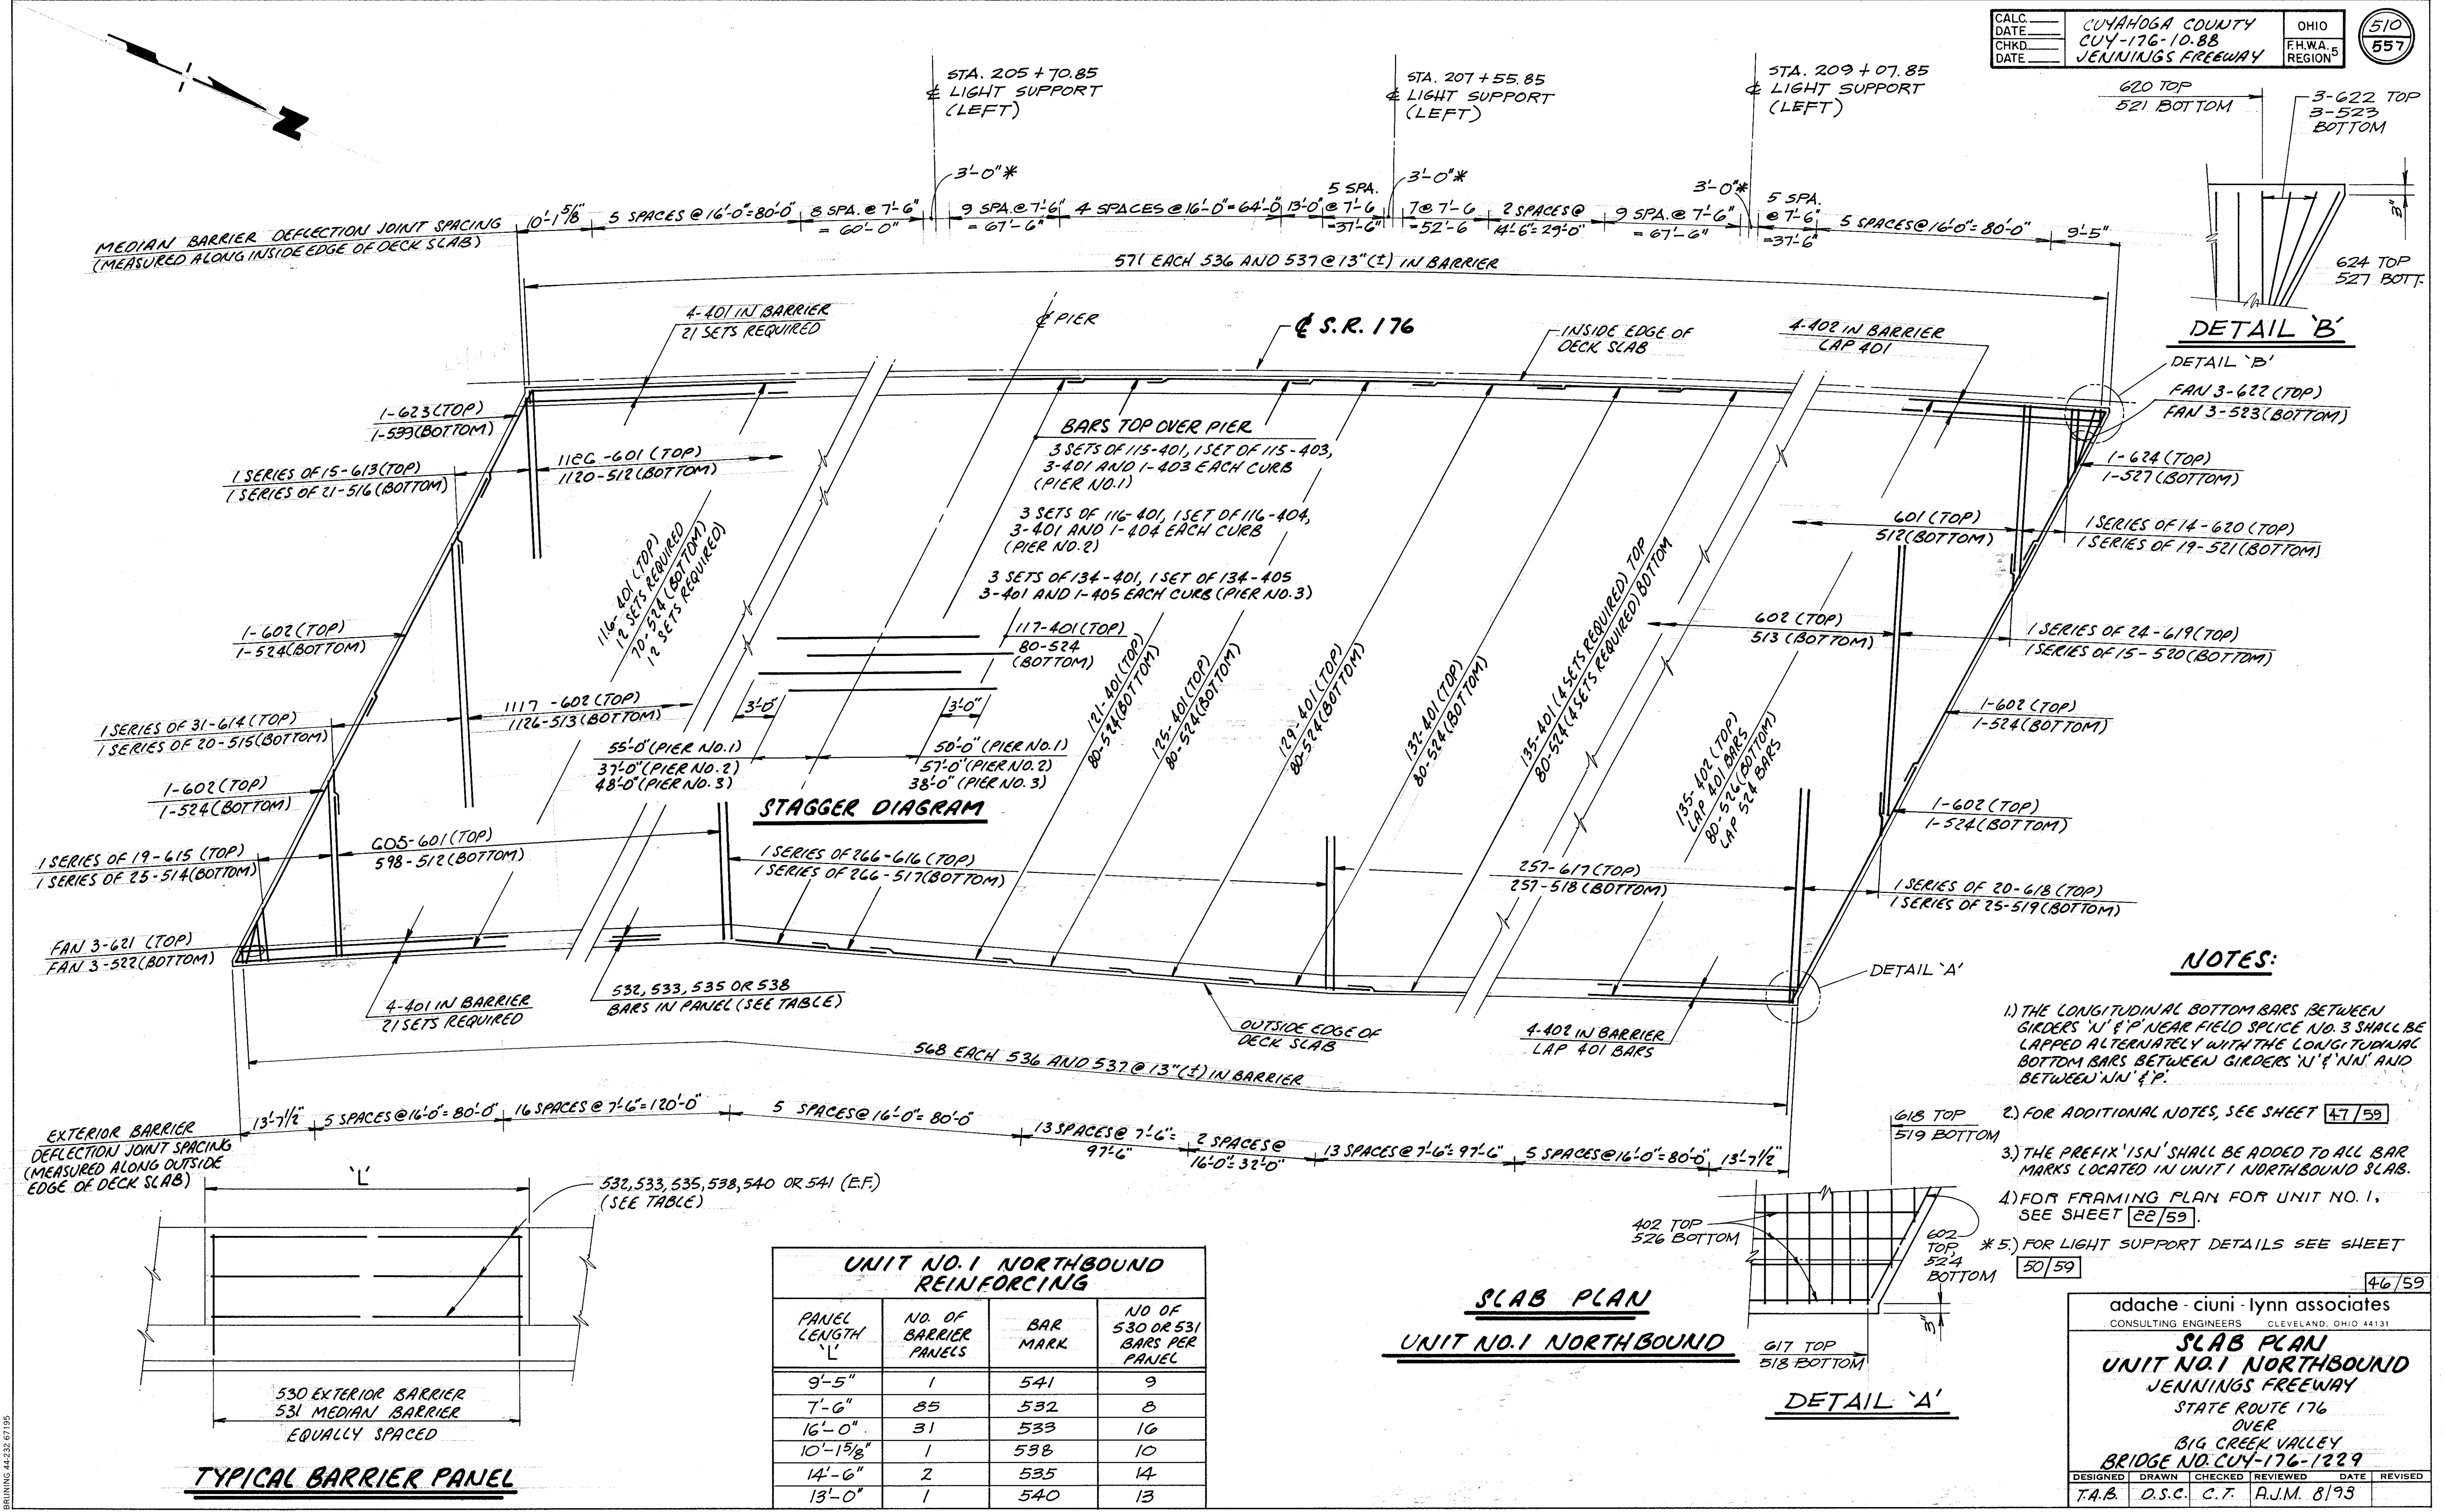 CALC.
DATE
CHKD.
DATE
CUYAHOGA COUNTY
CUY-176-10.88
JENNINGS FREEWAY
OHIO
F.H.W.A.
REGION 5
510
557
N
STA. 205 + 70.85
℄ LIGHT SUPPORT
(LEFT)
STA. 207 + 55.85
℄ LIGHT SUPPORT
(LEFT)
STA. 209 + 07.85
℄ LIGHT SUPPORT
(LEFT)
620 TOP
521 BOTTOM
3-622 TOP
3-523
BOTTOM
3"
624 TOP
527 BOTT.
DETAIL 'B'
MEDIAN BARRIER DEFLECTION JOINT SPACING
(MEASURED ALONG INSIDE EDGE OF DECK SLAB)
10'-1 5/8"
5 SPACES @ 16'-0"=80'-0"
8 SPA. @ 7'-6"
= 60'-0"
3'-0"*
9 SPA.@ 7'-6"
= 67'-6"
4 SPACES @16'-0"=64'-0"
13'-0"
5 SPA.
@ 7'-6
=37'-6"
3'-0"*
7@ 7'-6
=52'-6
2 SPACES @
14'-6"=29'-0"
9 SPA.@ 7'-6"
= 67'-6"
3'-0"*
5 SPA.
@ 7'-6"
=37'-6"
5 SPACES@16'-0"=80'-0"
9'-5"
571 EACH 536 AND 537@13"(±) IN BARRIER
4-401 IN BARRIER
21 SETS REQUIRED
℄ PIER
℄ S.R. 176
INSIDE EDGE OF
DECK SLAB
4-402 IN BARRIER
LAP 401
DETAIL 'B'
FAN 3-622 (TOP)
FAN 3-523(BOTTOM)
1-623(TOP)
1-539(BOTTOM)
1 SERIES OF 15-613(TOP)
1 SERIES OF 21-516(BOTTOM)
1126-601(TOP)
1120-512(BOTTOM)
BARS TOP OVER PIER
3 SETS OF 115-401, 1 SET OF 115-403,
3-401 AND 1-403 EACH CURB
(PIER NO.1)
3 SETS OF 116-401, 1 SET OF 116-404,
3-401 AND 1-404 EACH CURB
(PIER NO.2)
3 SETS OF 134-401, 1 SET OF 134-405
3-401 AND 1-405 EACH CURB (PIER NO.3)
1-624(TOP)
1-527(BOTTOM)
601(TOP)
512(BOTTOM)
1 SERIES OF 14-620(TOP)
1 SERIES OF 19-521(BOTTOM)
116-401(TOP)
12 SETS REQUIRED
70-524(BOTTOM)
12 SETS REQUIRED)
117-401(TOP)
80-524
(BOTTOM)
121-401(TOP)
80-524(BOTTOM)
125-401(TOP)
80-524(BOTTOM)
129-401(TOP)
80-524(BOTTOM)
132-401(TOP)
80-524(BOTTOM)
135-401(4 SETS REQUIRED) TOP
80-524(4 SETS REQUIRED) BOTTOM
602(TOP)
513(BOTTOM)
1 SERIES OF 24-619(TOP)
1 SERIES OF 15-520(BOTTOM)
1-602(TOP)
1-524(BOTTOM)
1-602(TOP)
1-524(BOTTOM)
1117-602(TOP)
1126-513(BOTTOM)
1 SERIES OF 31-614(TOP)
1 SERIES OF 20-515(BOTTOM)
3'-0"
3'-0"
55'-0"(PIER NO.1)
37'-0"(PIER NO.2)
48'-0"(PIER NO.3)
50'-0"(PIER NO.1)
57'-0"(PIER NO.2)
38'-0"(PIER NO.3)
STAGGER DIAGRAM
135-402(TOP)
LAP 401 BARS
80-526(BOTTOM)
LAP 524 BARS
1-602(TOP)
1-524(BOTTOM)
1-602(TOP)
1-524(BOTTOM)
605-601(TOP)
598-512(BOTTOM)
1 SERIES OF 19-615 (TOP)
1 SERIES OF 25-514(BOTTOM)
1 SERIES OF 266-616(TOP)
1 SERIES OF 266-517(BOTTOM)
257-617(TOP)
257-518(BOTTOM)
1 SERIES OF 20-618(TOP)
1 SERIES OF 25-519(BOTTOM)
FAN 3-621 (TOP)
FAN 3-522(BOTTOM)
4-401 IN BARRIER
21 SETS REQUIRED
532, 533, 535 OR 538
BARS IN PANEL(SEE TABLE)
OUTSIDE EDGE OF
DECK SLAB
4-402 IN BARRIER
LAP 401 BARS
DETAIL 'A'
568 EACH 536 AND 537@13"(±)IN BARRIER
EXTERIOR BARRIER
DEFLECTION JOINT SPACING
(MEASURED ALONG OUTSIDE
EDGE OF DECK SLAB)
13'-7 1/2"
5 SPACES@16'-0"=80'-0"
16 SPACES @ 7'-6"=120'-0"
5 SPACES@16'-0"=80'-0"
13 SPACES@ 7'-6"=
97'-6"
2 SPACES@
16'-0"=32'-0"
13 SPACES@7'-6"=97'-6"
5 SPACES@16'-0"=80'-0"
13'-7 1/2"
NOTES:
1.) THE LONGITUDINAL BOTTOM BARS BETWEEN
GIRDERS 'N' & 'P' NEAR FIELD SPLICE NO. 3 SHALL BE
LAPPED ALTERNATELY WITH THE LONGITUDINAL
BOTTOM BARS BETWEEN GIRDERS 'N' & 'NN' AND
BETWEEN 'NN' & 'P'.
2.) FOR ADDITIONAL NOTES, SEE SHEET 47/59
3.) THE PREFIX 'ISN' SHALL BE ADDED TO ALL BAR
MARKS LOCATED IN UNIT 1 NORTHBOUND SLAB.
4.) FOR FRAMING PLAN FOR UNIT NO. 1,
SEE SHEET 22/59.
* 5.) FOR LIGHT SUPPORT DETAILS SEE SHEET
50/59
'L'
532,533,535,538,540 OR 541 (E.F.)
(SEE TABLE)
530 EXTERIOR BARRIER
531 MEDIAN BARRIER
EQUALLY SPACED
TYPICAL BARRIER PANEL
UNIT NO.1 NORTHBOUND
REINFORCING
PANEL LENGTH 'L'
NO. OF BARRIER PANELS
BAR MARK
NO OF 530 OR 531 BARS PER PANEL
9'-5" 1 541 9
7'-6" 85 532 8
16'-0" 31 533 16
10'-1 5/8" 1 538 10
14'-6" 2 535 14
13'-0" 1 540 13
SLAB PLAN
UNIT NO.1 NORTHBOUND
618 TOP
519 BOTTOM
402 TOP
526 BOTTOM
602
TOP,
524
BOTTOM
3"
617 TOP
518 BOTTOM
DETAIL 'A'
46/59
adache - ciuni - lynn associates
CONSULTING ENGINEERS CLEVELAND, OHIO 44131
SLAB PLAN
UNIT NO.1 NORTHBOUND
JENNINGS FREEWAY
STATE ROUTE 176
OVER
BIG CREEK VALLEY
BRIDGE NO. CUY-176-1229
DESIGNED DRAWN CHECKED REVIEWED DATE REVISED
T.A.B. D.S.C. C.T. A.J.M. 8/93
BRUNING 44-232 67195